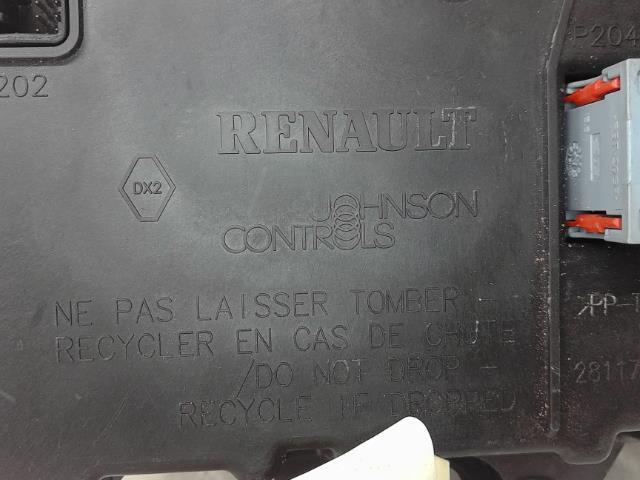 202
P204
RENAULT
DX2
JOHNSON
CONTROLS
NE PAS LAISSER TOMBER -
RECYCLER EN CAS DE CHUTE
/DO NOT DROP -
RECYCLE IF DROPPED
>PP-T
28117